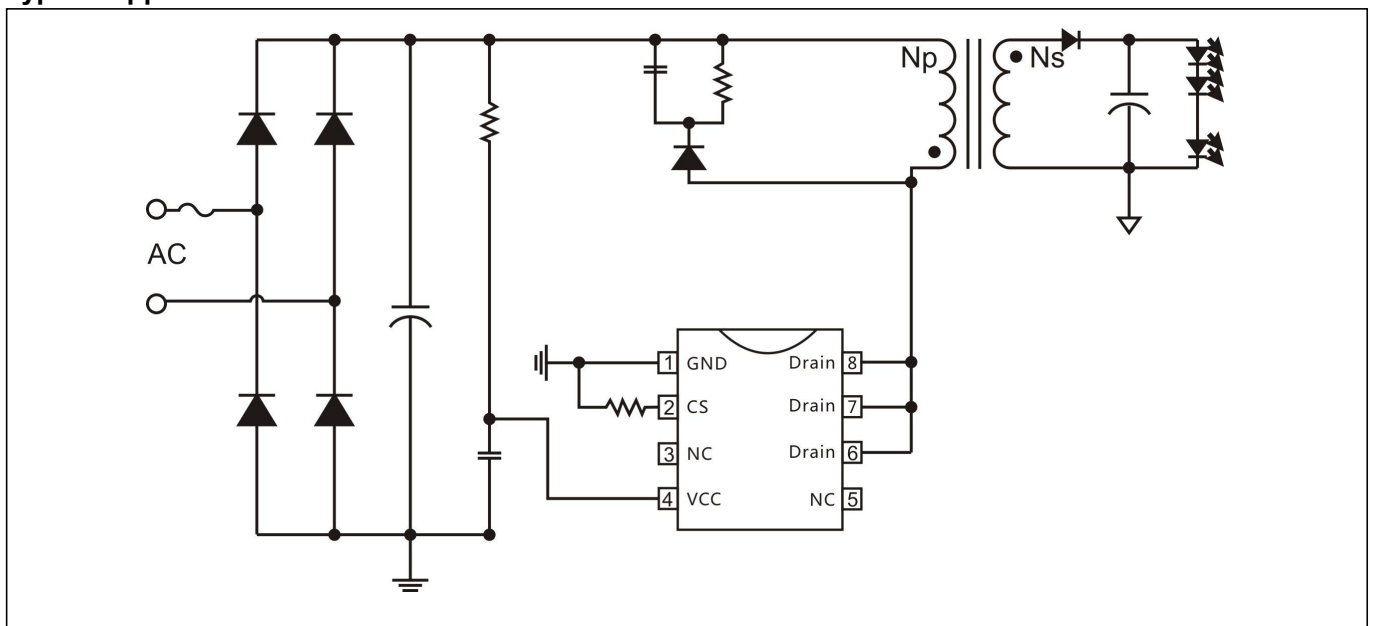 Np
Ns
AC
1 GND
Drain 8
2 CS
Drain 7
3 NC
Drain 6
4 VCC
NC 5